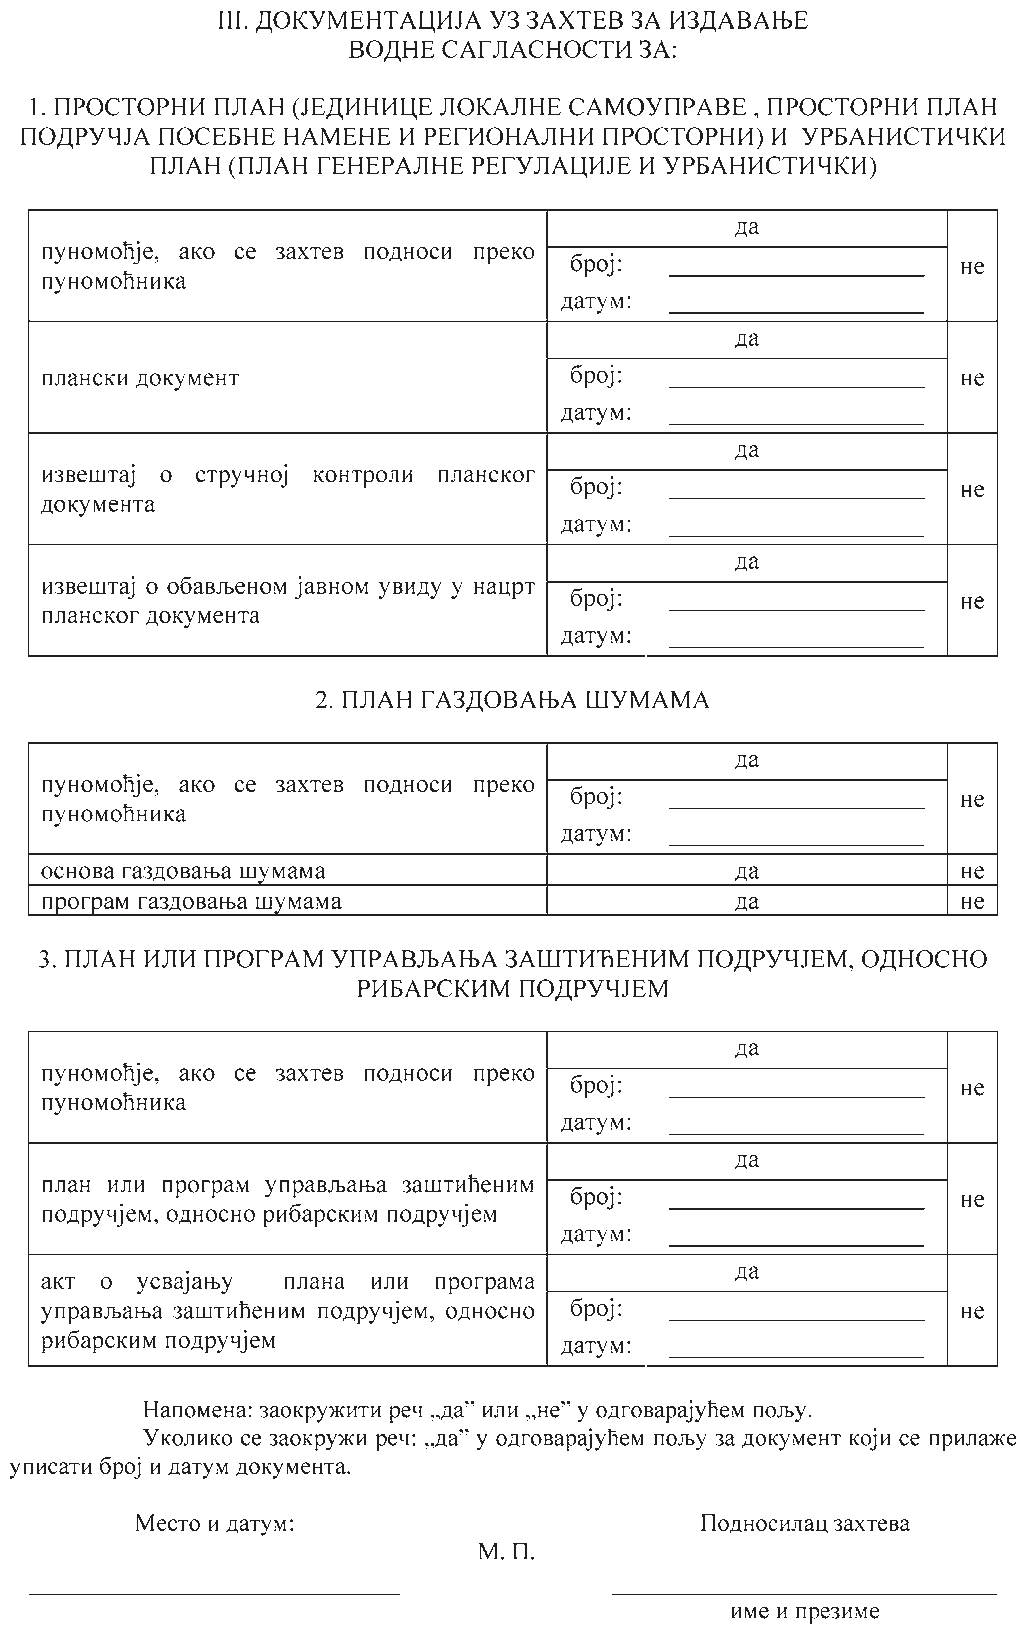 III. ДОКУМЕНТАЦИЈА УЗ ЗАХТЕВ ЗА ИЗДАВАЊЕ
ВОДНЕ САГЛАСНОСТИ ЗА:
1. ПРОСТОРНИ ПЛАН (ЈЕДИНИЦЕ ЛОКАЛНЕ САМОУПРАВЕ , ПРОСТОРНИ ПЛАН
ПОДРУЧЈА ПОСЕБНЕ НАМЕНЕ И РЕГИОНАЛНИ ПРОСТОРНИ) И УРБАНИСТИЧКИ
ПЛАН (ПЛАН ГЕНЕРАЛНЕ РЕГУЛАЦИЈЕ И УРБАНИСТИЧКИ)
пуномоћје, ако се захтев подноси преко
пуномоћника
да
број:
датум:
не
плански документ
да
број:
датум:
не
извештај о стручној контроли планског
документа
да
број:
датум:
не
извештај о обављеном јавном увиду у нацрт
планског документа
да
број:
датум:
не
2. ПЛАН ГАЗДОВАЊА ШУМАМА
пуномоћје, ако се захтев подноси преко
пуномоћника
да
број:
датум:
не
основа газдовања шумама да не
програм газдовања шумама да не
3. ПЛАН ИЛИ ПРОГРАМ УПРАВЉАЊА ЗАШТИЋЕНИМ ПОДРУЧЈЕМ, ОДНОСНО
РИБАРСКИМ ПОДРУЧЈЕМ
пуномоћје, ако се захтев подноси преко
пуномоћника
да
број:
датум:
не
план или програм управљања заштићеним
подручјем, односно рибарским подручјем
да
број:
датум:
не
акт о усвајању плана или програма
управљања заштићеним подручјем, односно
рибарским подручјем
да
број:
датум:
не
Напомена: заокружити реч „да” или „не” у одговарајућем пољу.
Уколико се заокружи реч: „да” у одговарајућем пољу за документ који се прилаже
уписати број и датум документа.
Место и датум: Подносилац захтева
М. П.
име и презиме